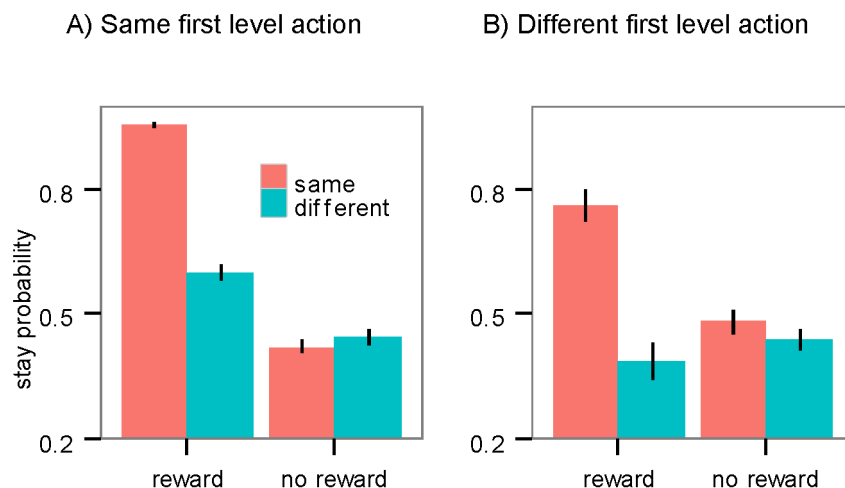 A) Same first level action
B) Different first level action
stay probability
0.8
0.5
0.2
same
different
reward
no reward
0.8
0.5
0.2
reward
no reward